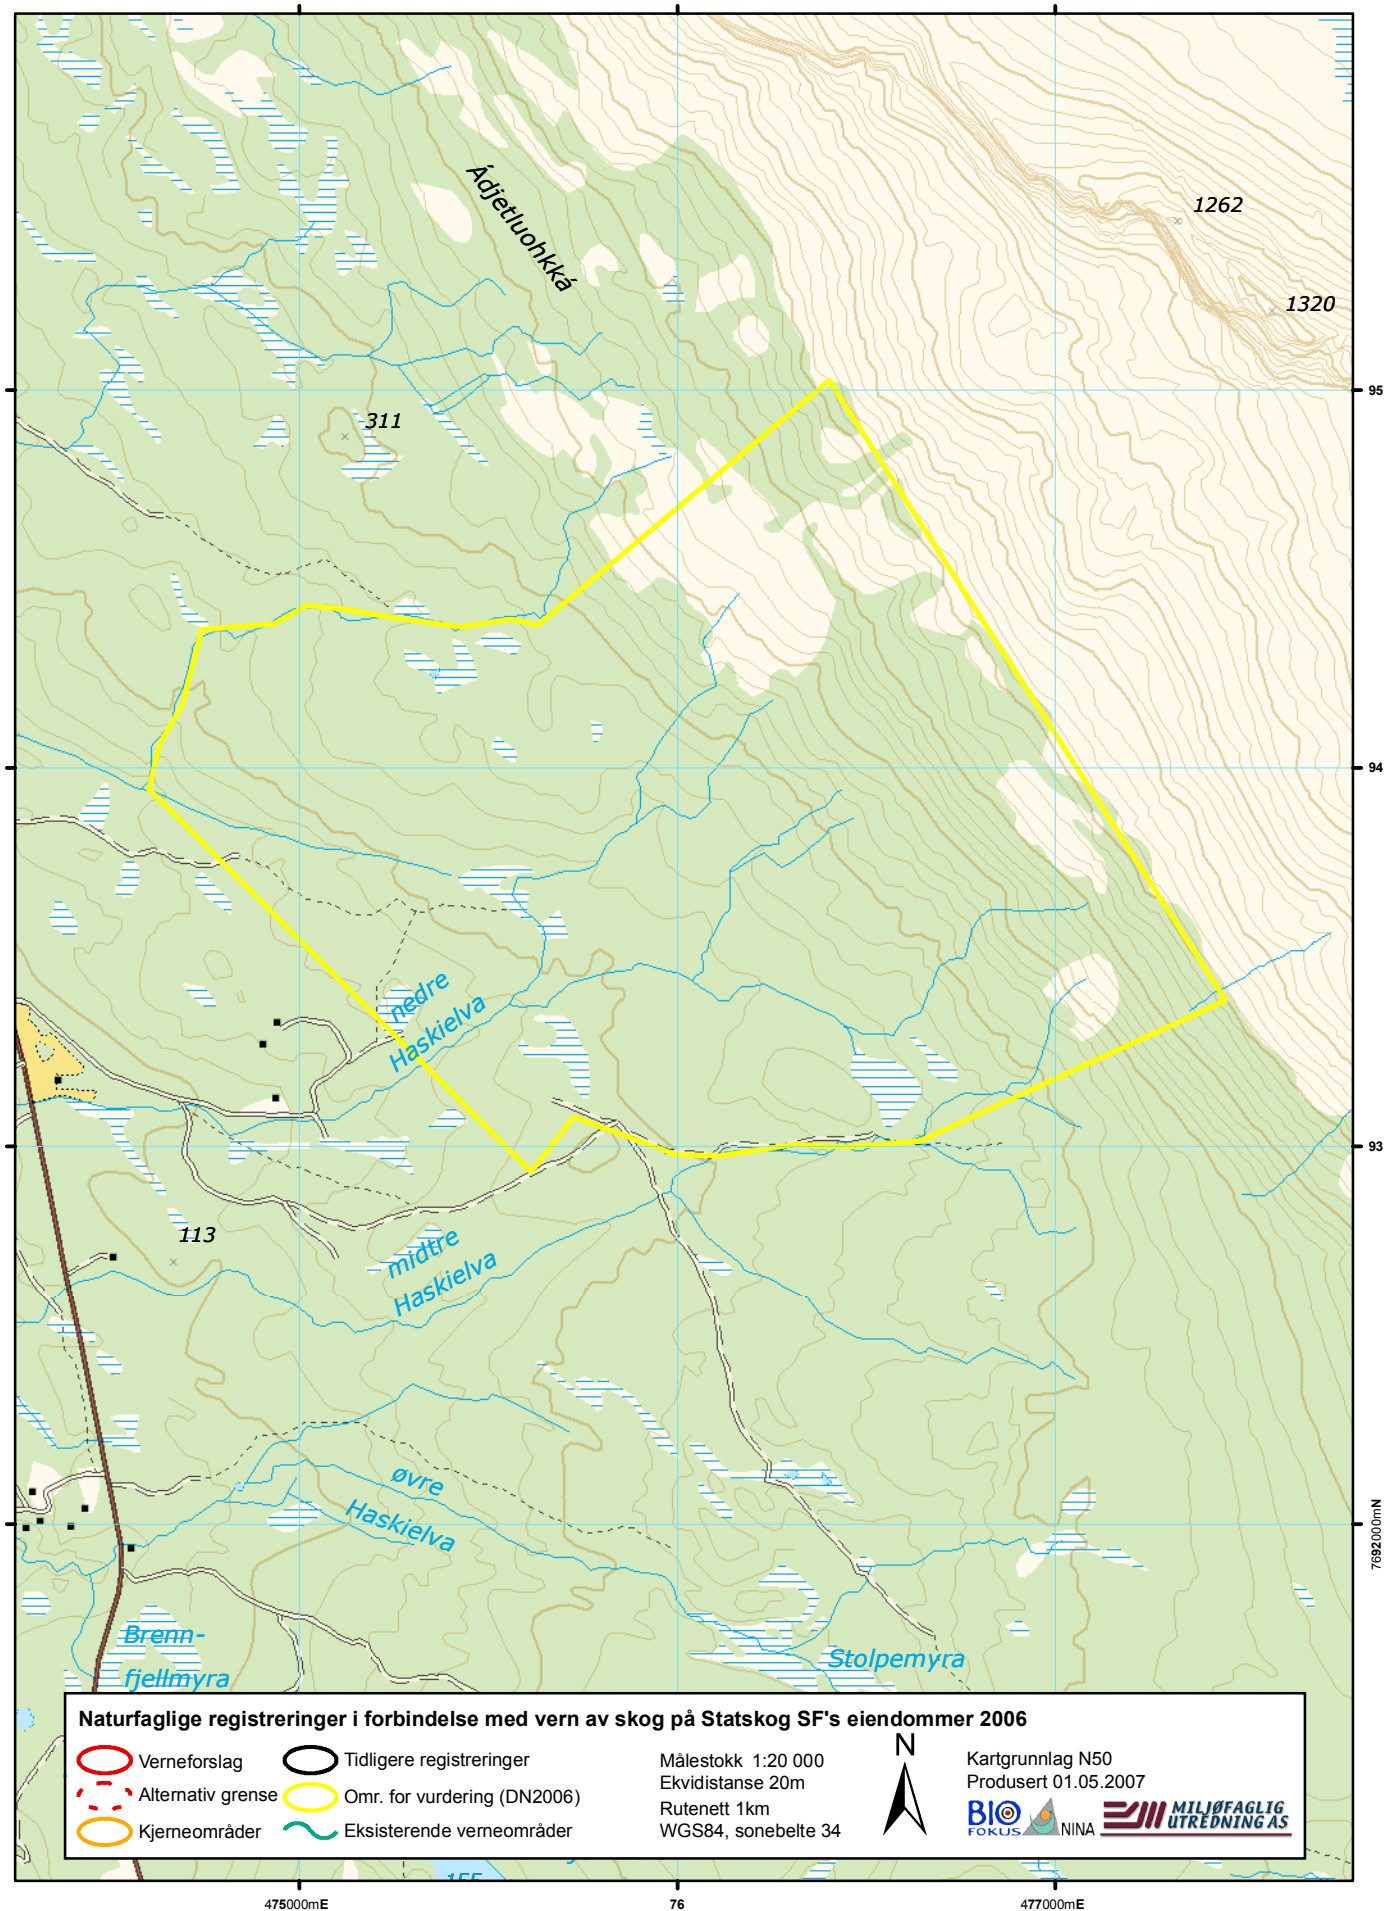 Ádjetluohkká
1262
1320
95
311
94
nedre
Haskielva
93
113
midtre
Haskielva
øvre
Haskielva
7692000mN
Brenn-
fjellmyra
Stolpemyra
Naturfaglige registreringer i forbindelse med vern av skog på Statskog SF's eiendommer 2006
Verneforslag
Alternativ grense
Kjerneområder
Tidligere registreringer
Omr. for vurdering (DN2006)
Eksisterende verneområder
Målestokk 1:20 000
Ekvidistanse 20m
Rutenett 1km
WGS84, sonebelte 34
N
Kartgrunnlag N50
Produsert 01.05.2007
BIO
FOKUS
NINA
MILJØFAGLIG
UTREDNING AS
475000mE
76
477000mE